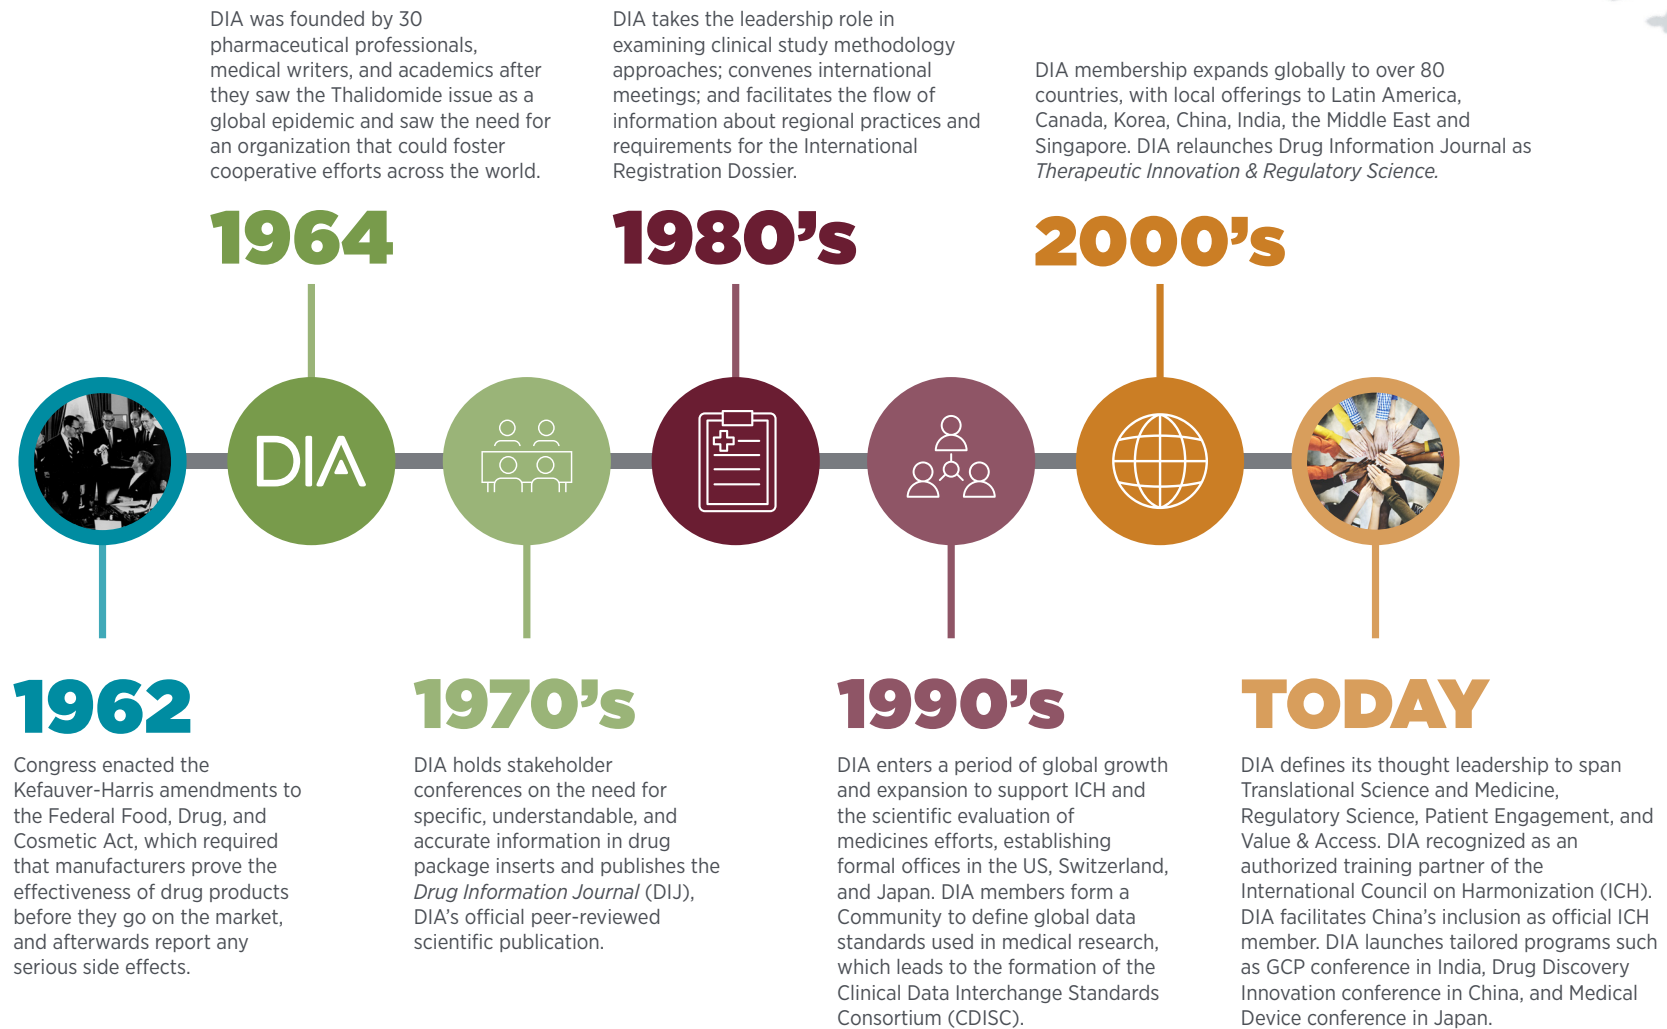 DIA was founded by 30
pharmaceutical professionals,
medical writers, and academics after
they saw the Thalidomide issue as a
global epidemic and saw the need for
an organization that could foster
cooperative efforts across the world.
1964
DIA takes the leadership role in
examining clinical study methodology
approaches; convenes international
meetings; and facilitates the flow of
information about regional practices and
requirements for the International
Registration Dossier.
1980’s
DIA membership expands globally to over 80
countries, with local offerings to Latin America,
Canada, Korea, China, India, the Middle East and
Singapore. DIA relaunches Drug Information Journal as
Therapeutic Innovation & Regulatory Science.
2000’s
DIA
1962
Congress enacted the
Kefauver-Harris amendments to
the Federal Food, Drug, and
Cosmetic Act, which required
that manufacturers prove the
effectiveness of drug products
before they go on the market,
and afterwards report any
serious side effects.
1970’s
DIA holds stakeholder
conferences on the need for
specific, understandable, and
accurate information in drug
package inserts and publishes the
Drug Information Journal (DIJ),
DIA’s official peer-reviewed
scientific publication.
1990’s
DIA enters a period of global growth
and expansion to support ICH and
the scientific evaluation of
medicines efforts, establishing
formal offices in the US, Switzerland,
and Japan. DIA members form a
Community to define global data
standards used in medical research,
which leads to the formation of the
Clinical Data Interchange Standards
Consortium (CDISC).
TODAY
DIA defines its thought leadership to span
Translational Science and Medicine,
Regulatory Science, Patient Engagement, and
Value & Access. DIA recognized as an
authorized training partner of the
International Council on Harmonization (ICH).
DIA facilitates China’s inclusion as official ICH
member. DIA launches tailored programs such
as GCP conference in India, Drug Discovery
Innovation conference in China, and Medical
Device conference in Japan.